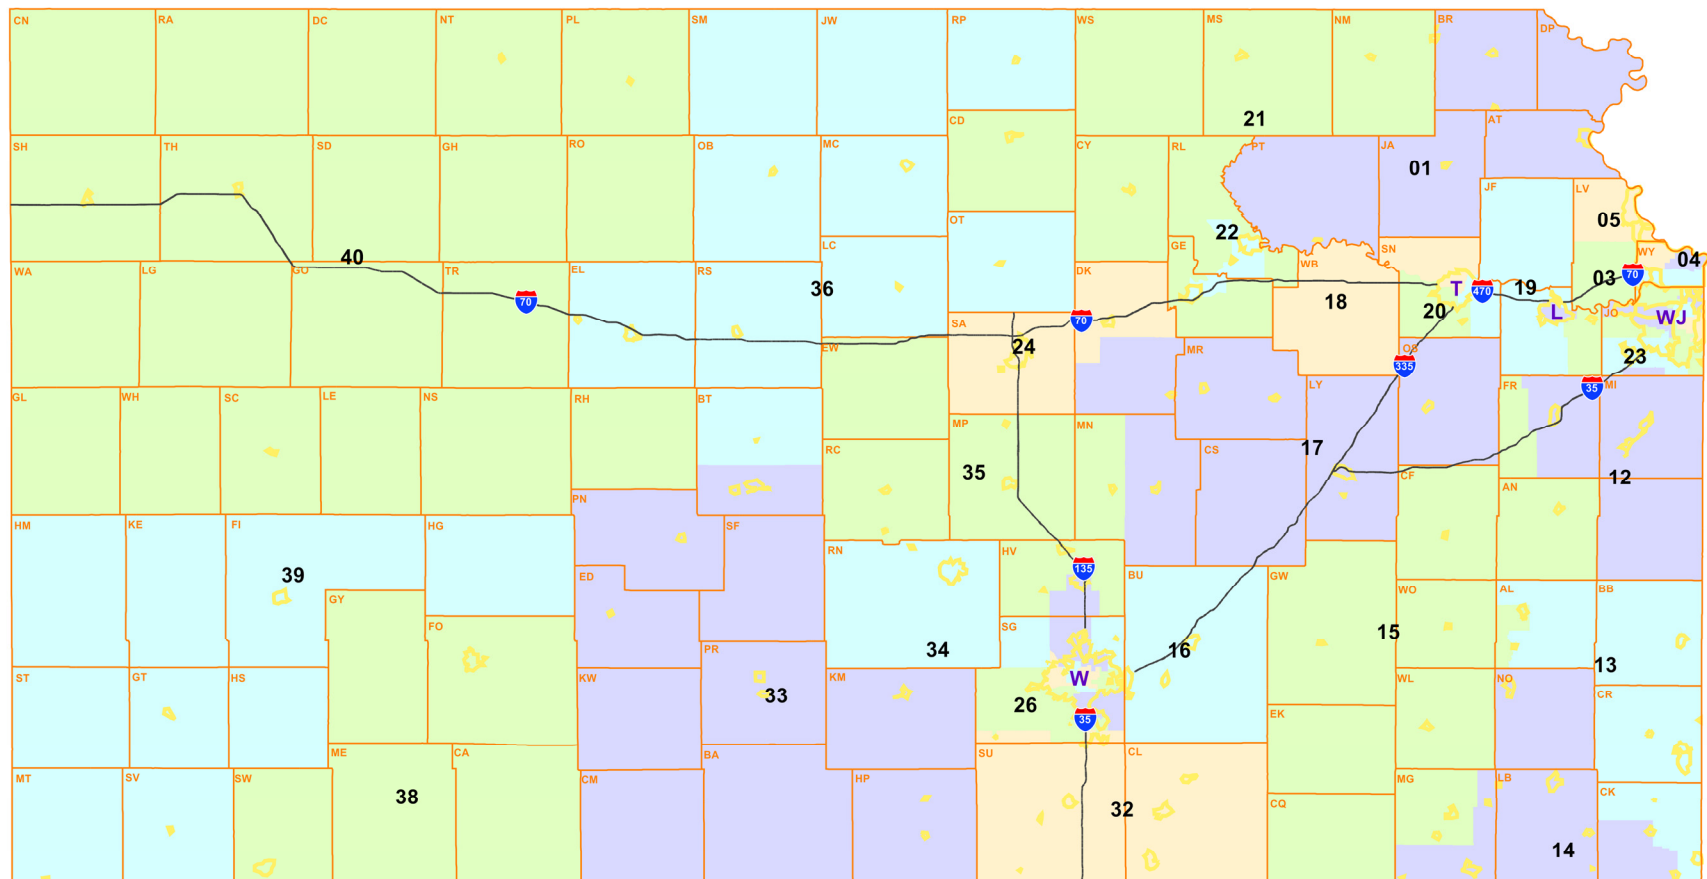 CN RA DC NT PL SM JW RP WS MS NM BR DP
SH TH SD GH RO OB MC CD CY RL PT JA AT
21
01
JF LV
05
OT
22
LC GE SN WR WY
04
40
WA LG GO TR EL RS 36 DK
70
70
18
T 470 19 03 70
20 L JO WJ
SA
24
EW
MR OS
335
23
35 MI
GL WH SC LE NS RH BT LY FR
MP MN
35
RC CS 17 CF 12
AN
PN
HM KE FI HG SF
RN HV
39
135
ED BU GW
GY WO AL BB
FO SG
15
34
16
PR 13
ST GT HS KW KM W WL NO
33 26 CR
35
EK
ME CA BA SU CL
MT SV SW CM HP MG LB CK
38
32
CQ
14